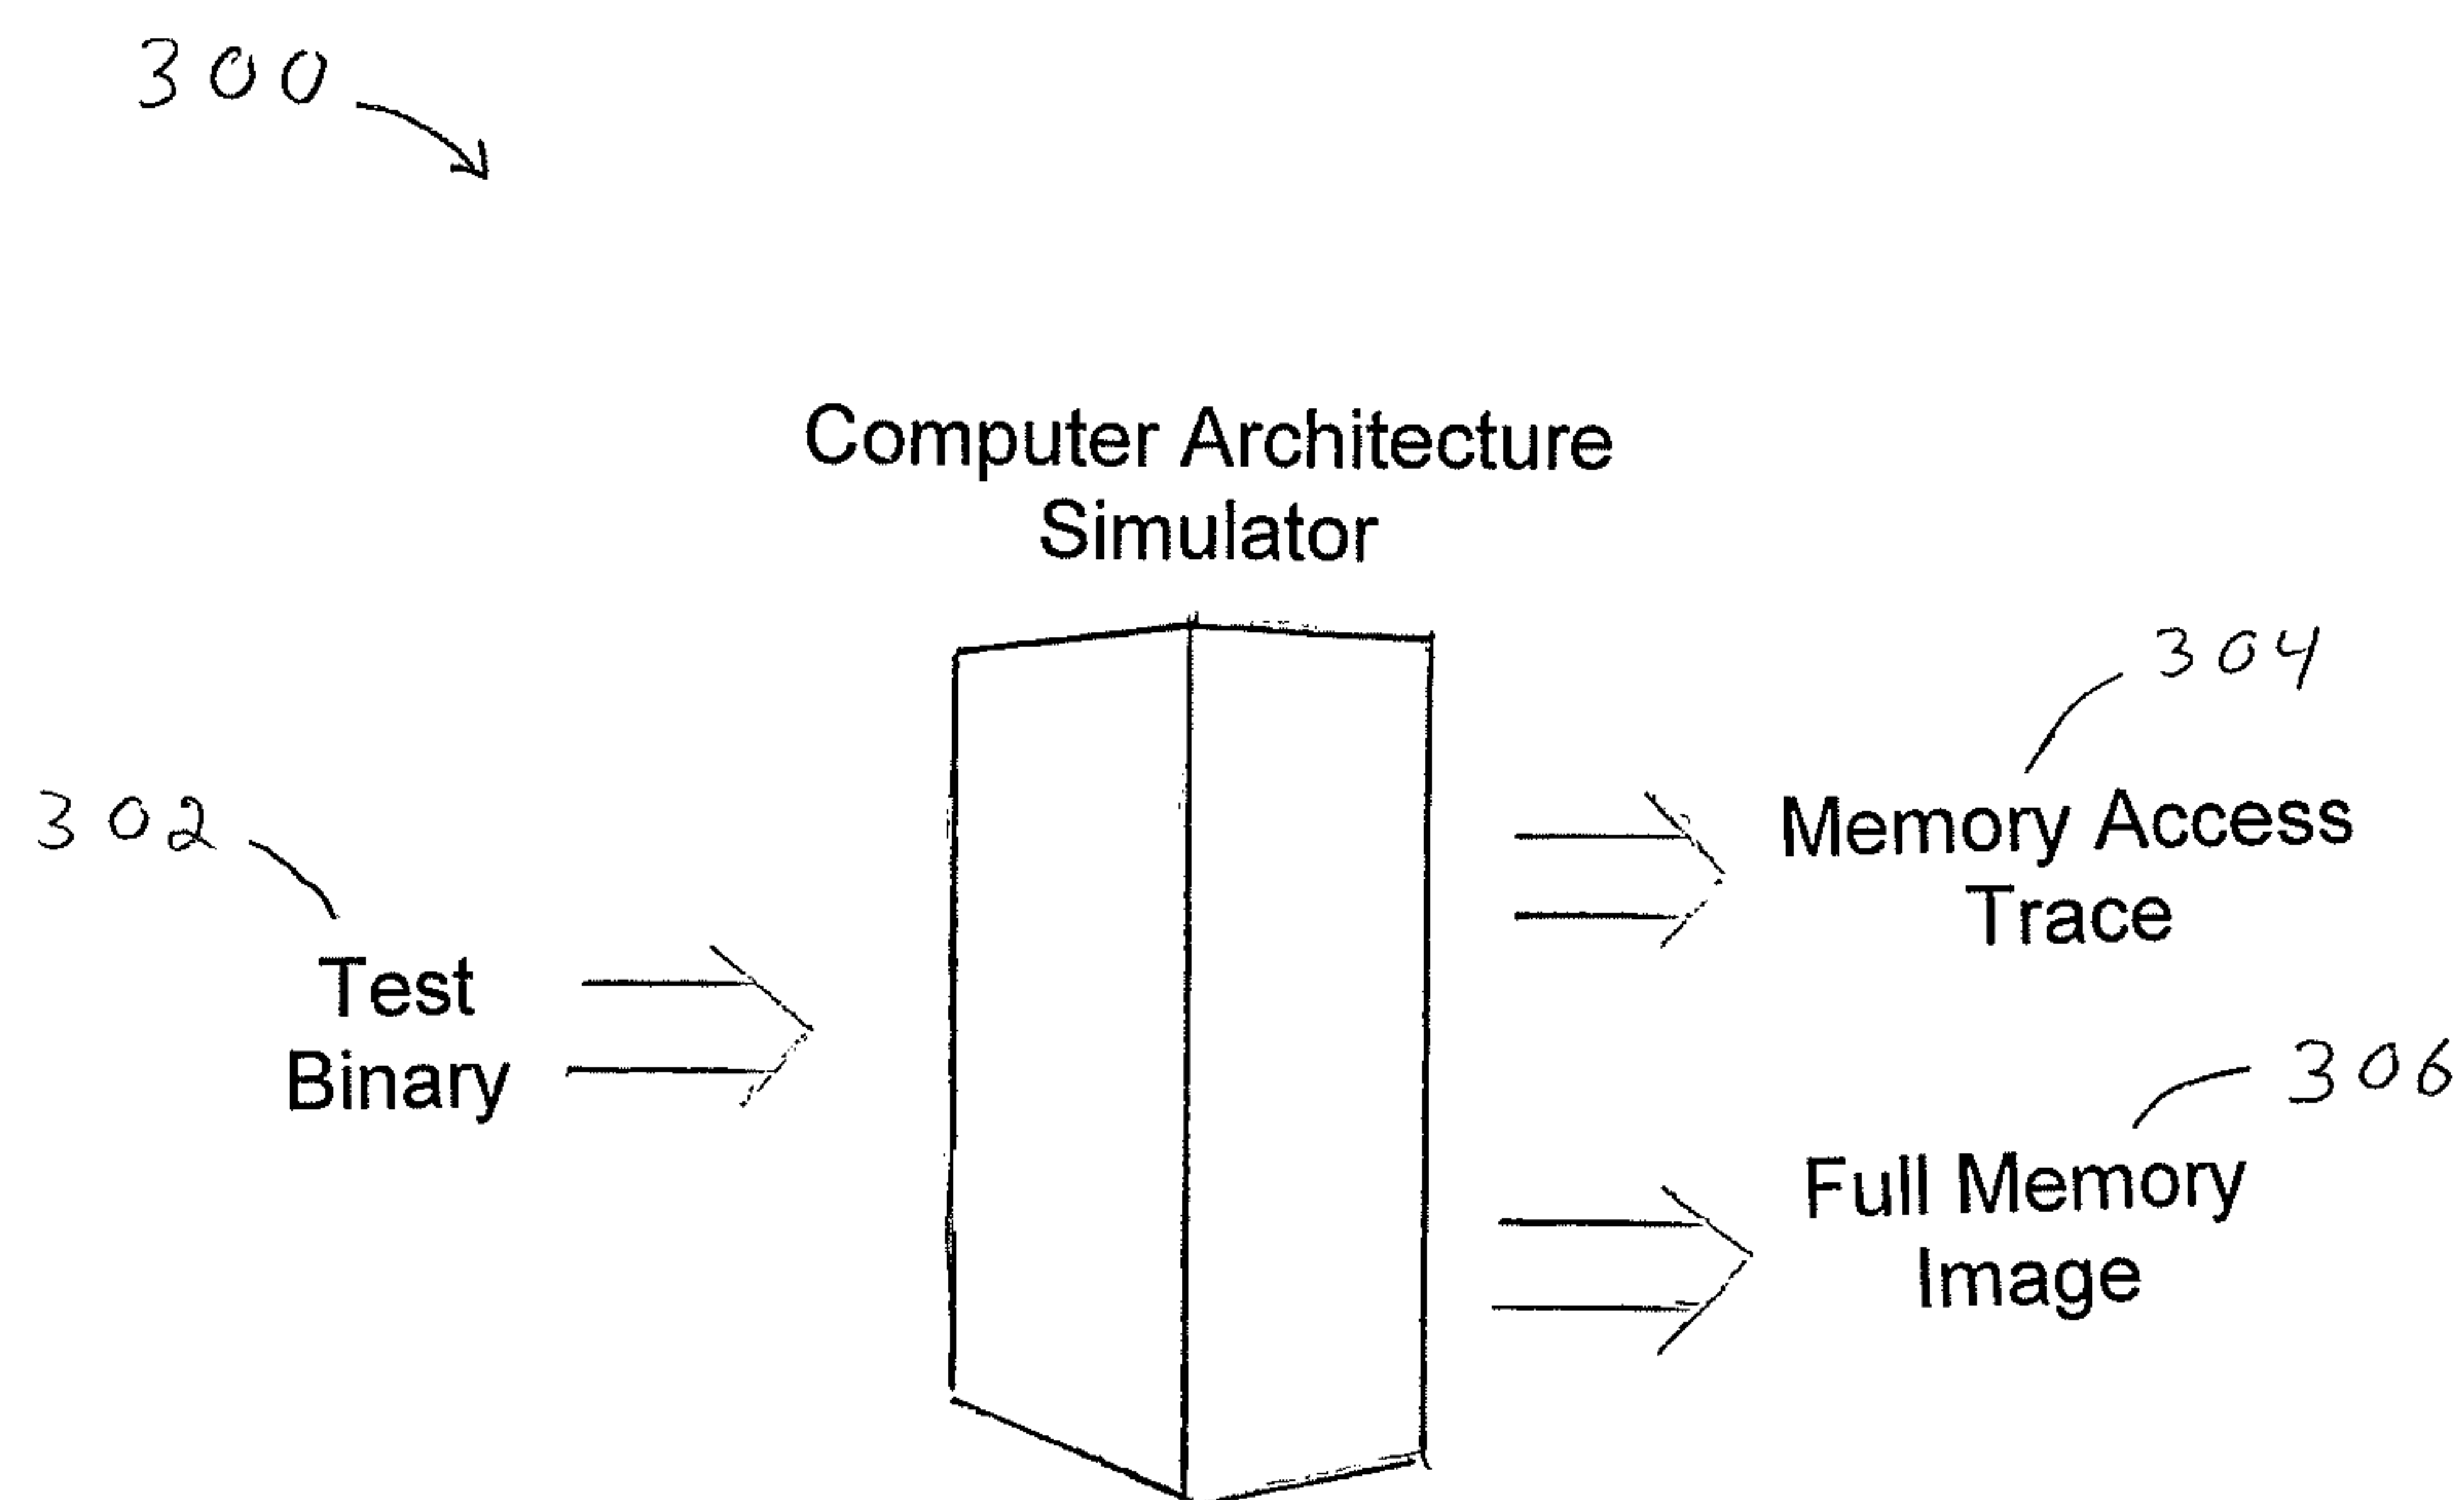 300
Computer Architecture
Simulator
304
Memory Access
Trace
302
Test
Binary
306
Full Memory
Image